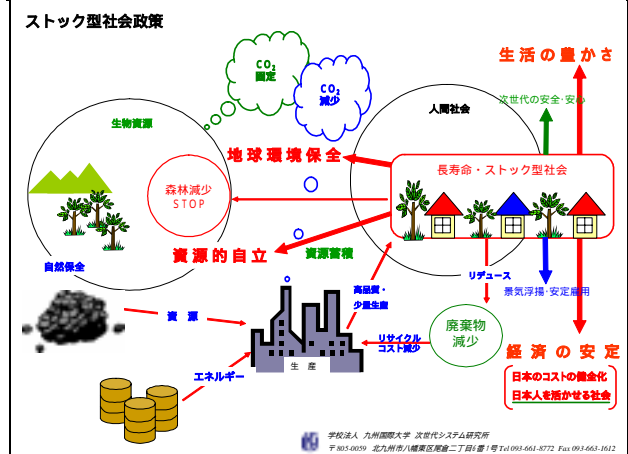 ストック型社会政策
生活の豊かさ
CO₂
固定
CO₂
減少
次世代の安全・安心
人間社会
生物資源
地球環境保全
長寿命・ストック型社会
森林減少
STOP
資源的自立
資源蓄積
自然保全
リデュース
高品質・
少量生産
景気浮揚・安定雇用
資 源
廃棄物
減少
リサイクル
コスト減少
経済の安定
生 産
エネルギー
日本のコストの健全化
日本人を活かせる社会
学校法人 九州国際大学 次世代システム研究所
〒805-0059 北九州市八幡東区尾倉二丁目6番1号 Tel 093-661-8772 Fax 093-663-1612